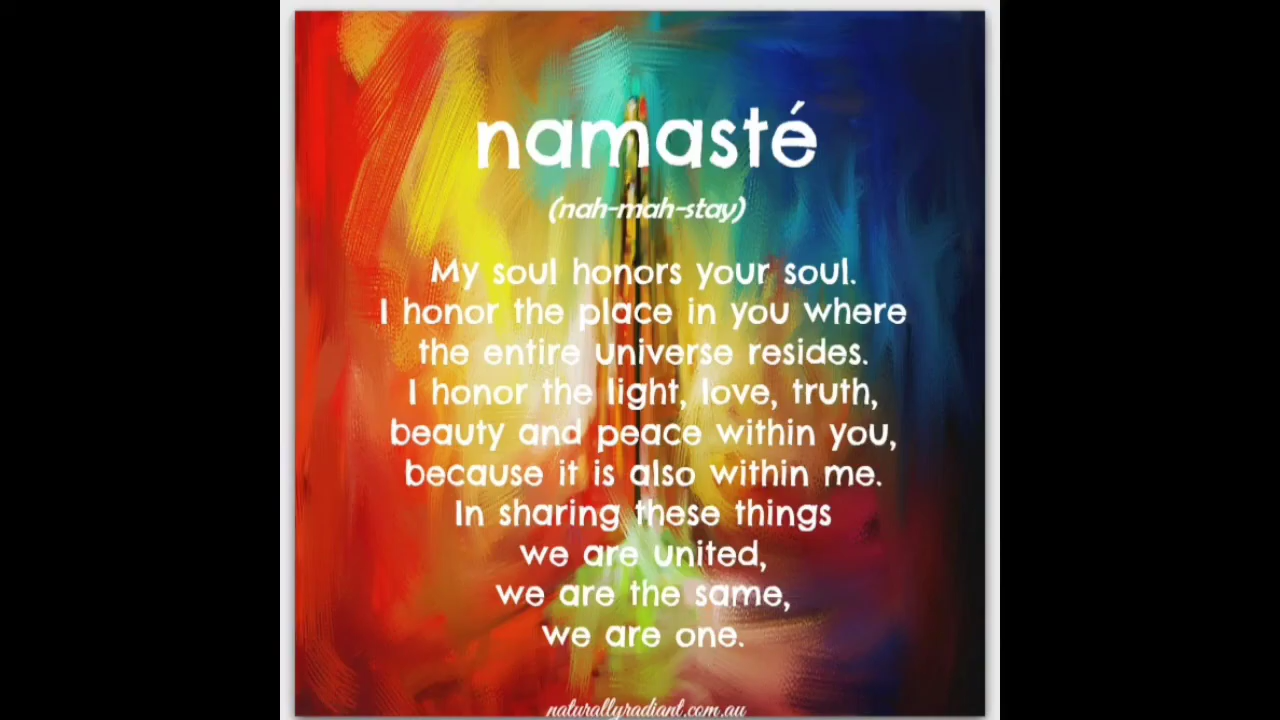 namasté
(nah-mah-stay)
My soul honors your soul.
I honor the place in you where
the entire universe resides.
I honor the light, love, truth,
beauty and peace within you,
because it is also within me.
In sharing these things
we are united,
we are the same,
we are one.
naturallyradiant.com.au